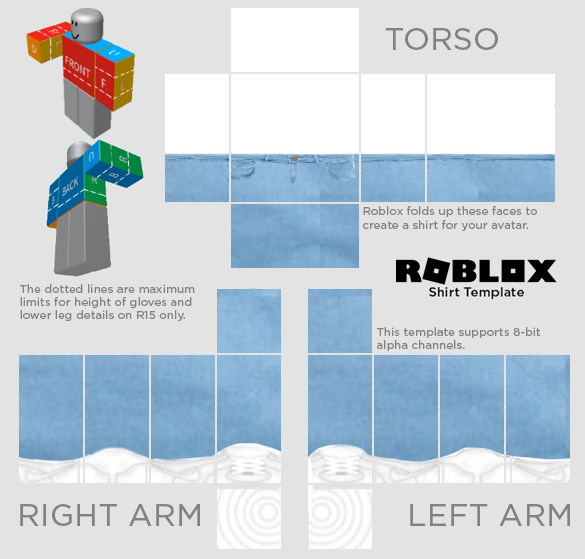 TORSO
FRONT
F
L
U
R
D
BACK
B
R
U
Roblox folds up these faces to
create a shirt for your avatar.
ROBLOX
Shirt Template
The dotted lines are maximum
limits for height of gloves and
lower leg details on R15 only.
This template supports 8-bit
alpha channels.
RIGHT ARM
LEFT ARM